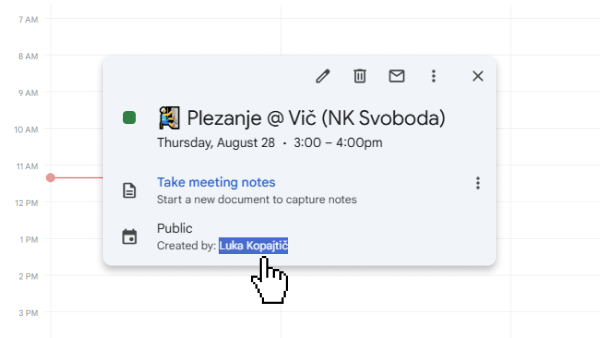 7 AM
8 AM
9 AM
10 AM
11 AM
12 PM
1 PM
2 PM
3 PM
Plezanje @ Vič (NK Svoboda)
Thursday, August 28 · 3:00 – 4:00pm
Take meeting notes
Start a new document to capture notes
Public
Created by: Luka Kopajtič